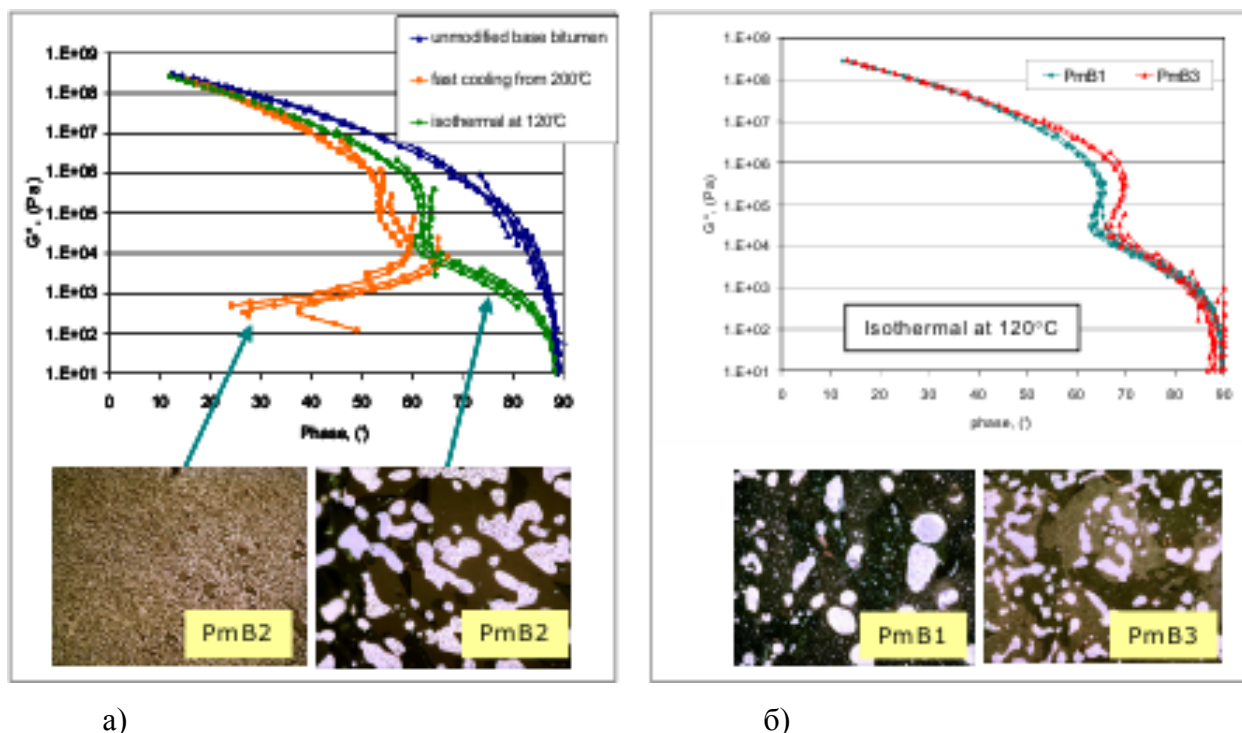 unmodified base bitumen
fast cooling from 200℃
isothermal at 120℃
1.E+09
1.E+08
1.E+07
1.E+06
1.E+05
1.E+04
1.E+03
1.E+02
1.E+01
G*, (Pa)
0 10 20 30 40 50 60 70 80 90
Phase, (°)
PmB2
PmB2
а)
PmB1 PmB3
1.E+09
1.E+08
1.E+07
1.E+06
1.E+05
1.E+04
1.E+03
1.E+02
1.E+01
G*, (Pa)
Isothermal at 120°C
0 10 20 30 40 50 60 70 80 90
phase, (°)
PmB1
PmB3
б)